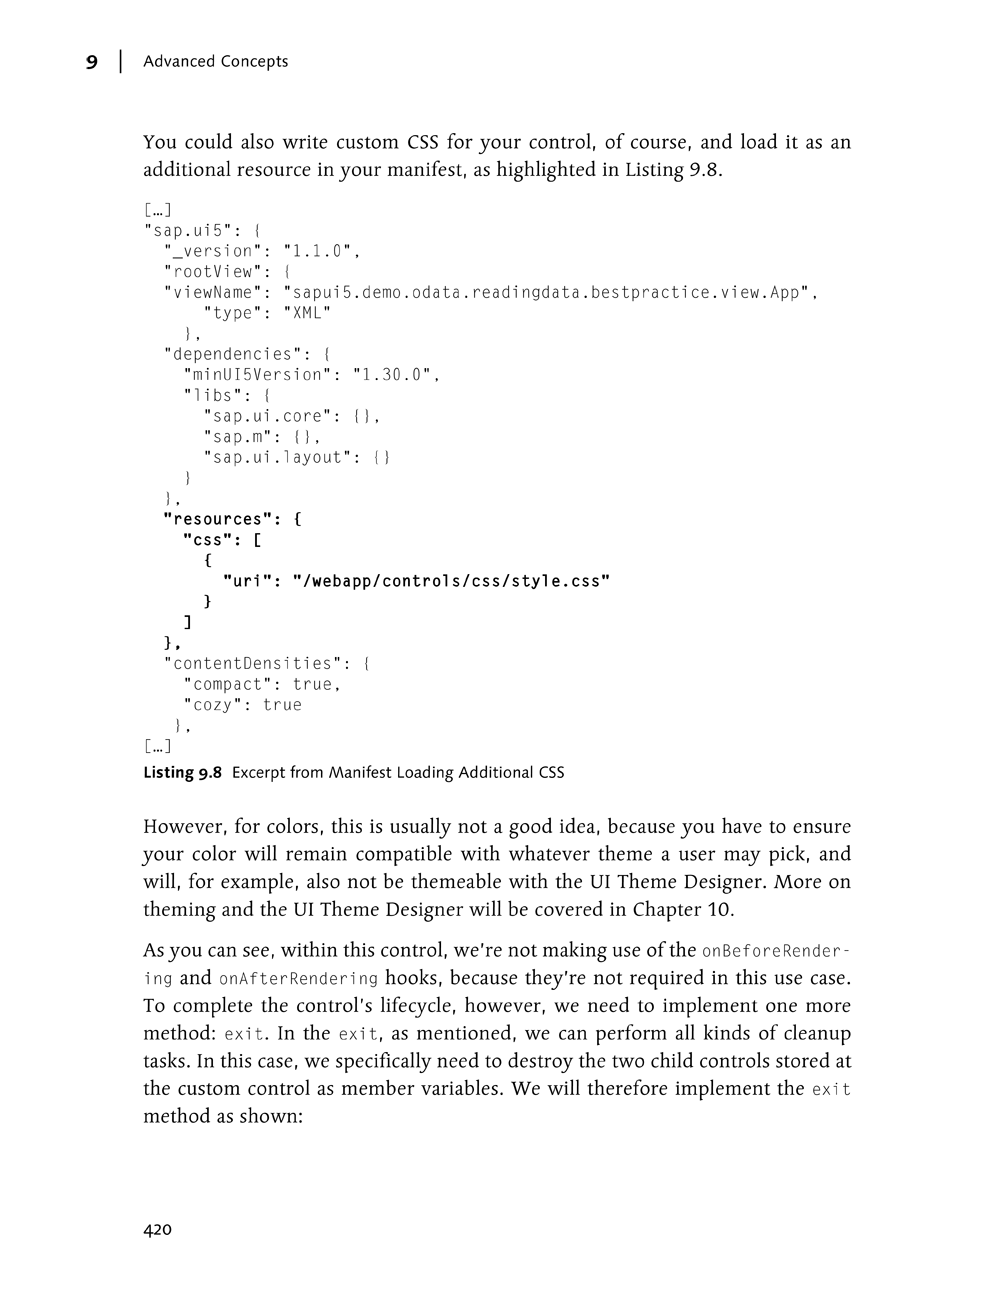 9 | Advanced Concepts
You could also write custom CSS for your control, of course, and load it as an
additional resource in your manifest, as highlighted in Listing 9.8.
[…]
"sap.ui5": {
  "_version": "1.1.0",
  "rootView": {
  "viewName": "sapui5.demo.odata.readingdata.bestpractice.view.App",
      "type": "XML"
    },
  "dependencies": {
    "minUI5Version": "1.30.0",
    "libs": {
      "sap.ui.core": {},
      "sap.m": {},
      "sap.ui.layout": {}
    }
  },
  "resources": {
    "css": [
      {
        "uri": "/webapp/controls/css/style.css"
      }
    ]
  },
  "contentDensities": {
    "compact": true,
    "cozy": true
   },
[…]
Listing 9.8 Excerpt from Manifest Loading Additional CSS
However, for colors, this is usually not a good idea, because you have to ensure
your color will remain compatible with whatever theme a user may pick, and
will, for example, also not be themeable with the UI Theme Designer. More on
theming and the UI Theme Designer will be covered in Chapter 10.
As you can see, within this control, we're not making use of the onBeforeRender-
ing and onAfterRendering hooks, because they're not required in this use case.
To complete the control's lifecycle, however, we need to implement one more
method: exit. In the exit, as mentioned, we can perform all kinds of cleanup
tasks. In this case, we specifically need to destroy the two child controls stored at
the custom control as member variables. We will therefore implement the exit
method as shown:
420